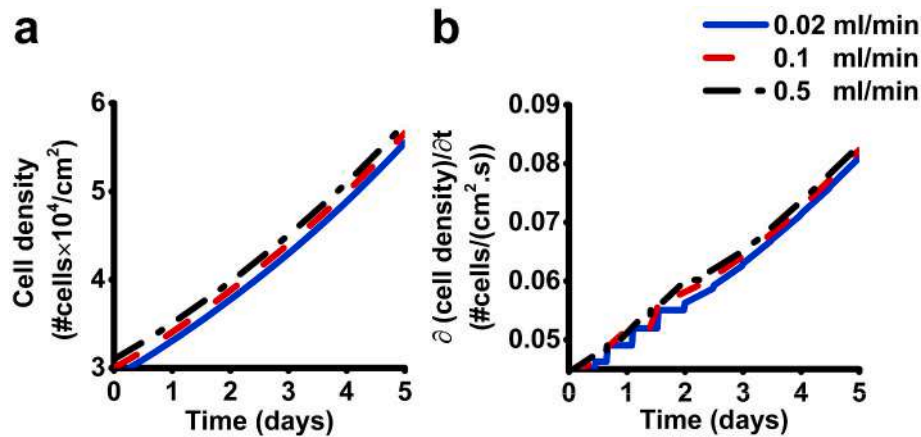 a
b
0.02 ml/min
0.1 ml/min
0.5 ml/min
Cell density
(#cells×10⁴/cm²)
6
5
4
3
0 1 2 3 4 5
Time (days)
∂ (cell density)/∂t
(#cells/(cm².s))
0.09
0.08
0.07
0.06
0.05
0 1 2 3 4 5
Time (days)